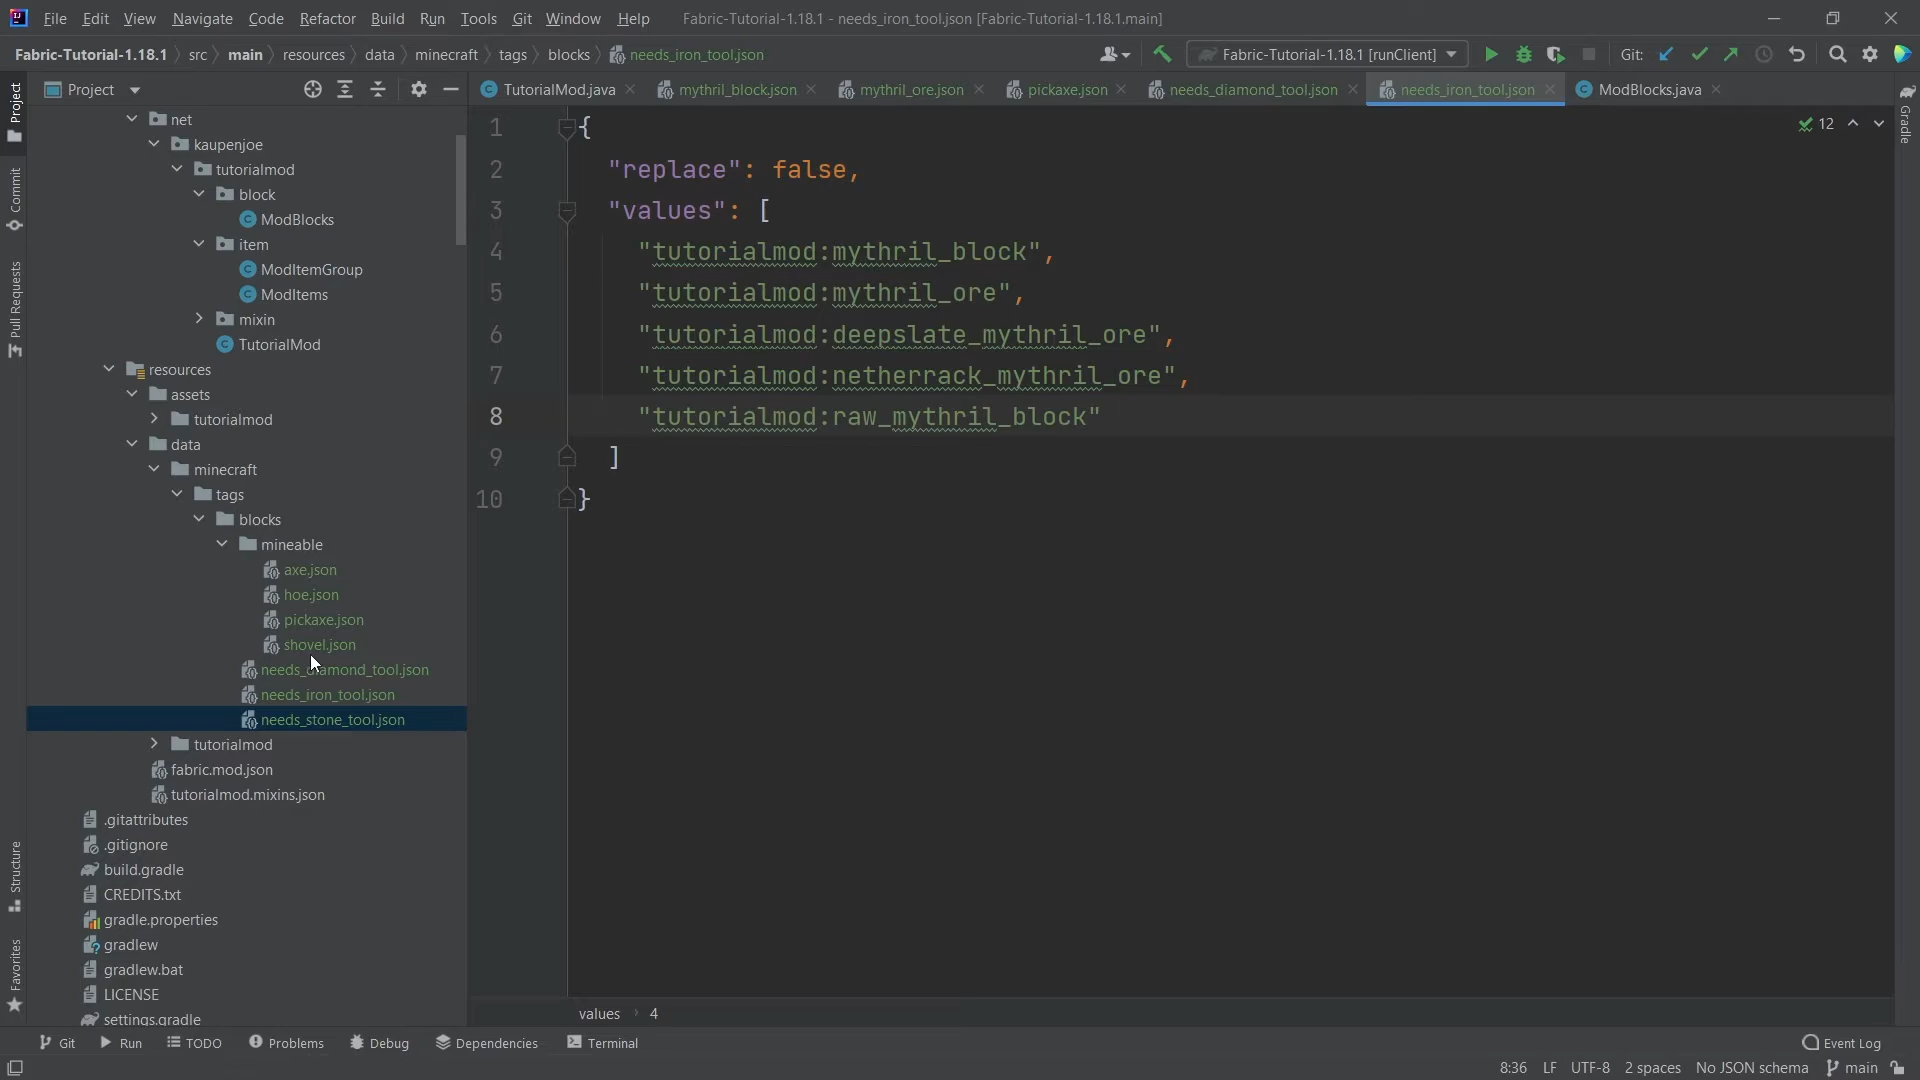 File Edit View Navigate Code Refactor Build Run Tools Git Window Help Fabric-Tutorial-1.18.1 - needs_iron_tool.json [Fabric-Tutorial-1.18.1.main]
Fabric-Tutorial-1.18.1 src main resources data minecraft tags blocks needs_iron_tool.json Fabric-Tutorial-1.18.1 [runClient] Git:
Project TutorialMod.java mythril_block.json mythril_ore.json pickaxe.json needs_diamond_tool.json needs_iron_tool.json ModBlocks.java
Project
Commit
Pull Requests
Structure
Favorites
Gradle
net
kaupenjoe
tutorialmod
block
ModBlocks
item
ModItemGroup
ModItems
mixin
TutorialMod
resources
assets
tutorialmod
data
minecraft
tags
blocks
mineable
axe.json
hoe.json
pickaxe.json
shovel.json
needs_diamond_tool.json
needs_iron_tool.json
needs_stone_tool.json
tutorialmod
fabric.mod.json
tutorialmod.mixins.json
.gitattributes
.gitignore
build.gradle
CREDITS.txt
gradle.properties
gradlew
gradlew.bat
LICENSE
settings.gradle
12
1 {
2 "replace": false,
3 "values": [
4 "tutorialmod:mythril_block",
5 "tutorialmod:mythril_ore",
6 "tutorialmod:deepslate_mythril_ore",
7 "tutorialmod:netherrack_mythril_ore",
8 "tutorialmod:raw_mythril_block"
9 ]
10 }
values 4
Git Run TODO Problems Debug Dependencies Terminal Event Log
8:36 LF UTF-8 2 spaces No JSON schema main